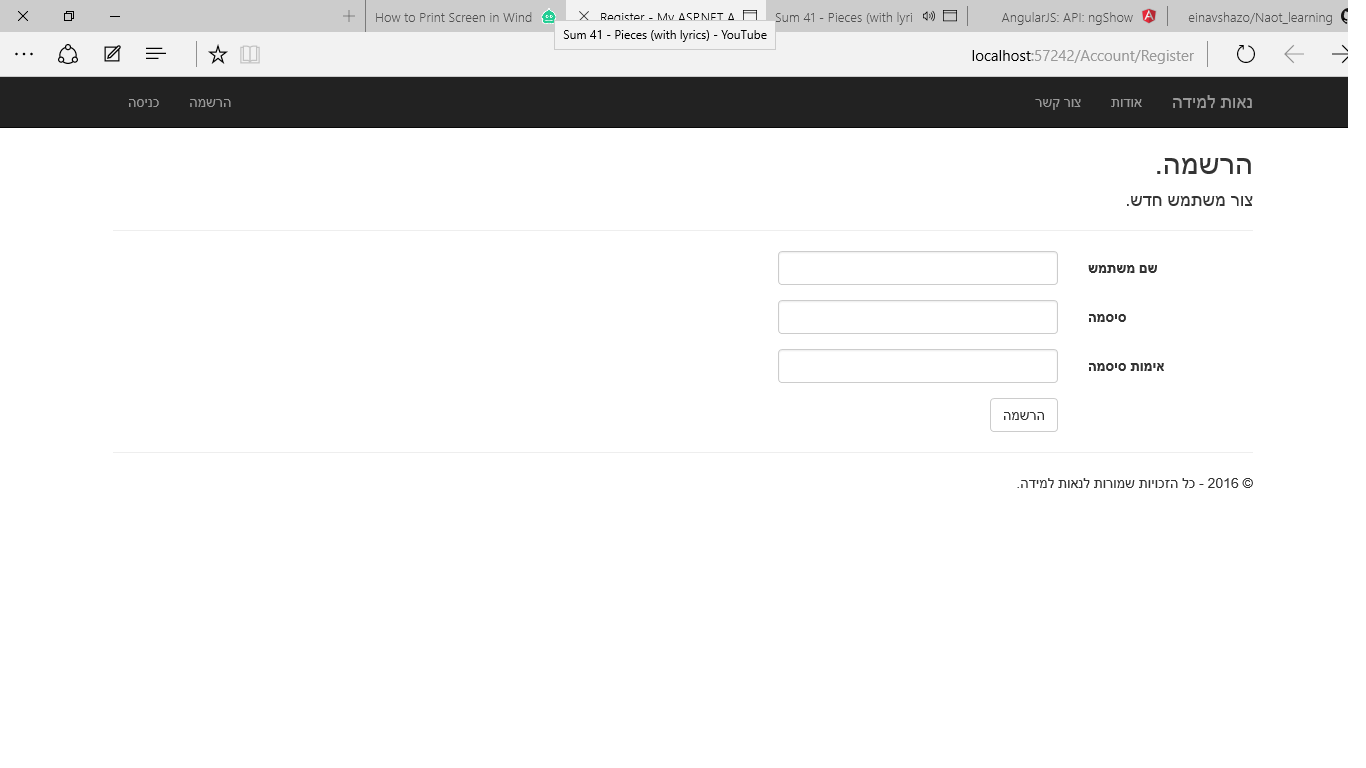 How to Print Screen in Wind
Register - My ASP.NET A
Sum 41 - Pieces (with lyri
AngularJS: API: ngShow
einavshazo/Naot_learning
Sum 41 - Pieces (with lyrics) - YouTube
localhost:57242/Account/Register
נאות למידה
אודות
צור קשר
הרשמה
כניסה
הרשמה.
צור משתמש חדש.
שם משתמש
סיסמה
אימות סיסמה
הרשמה
© 2016 - כל הזכויות שמורות לנאות למידה.